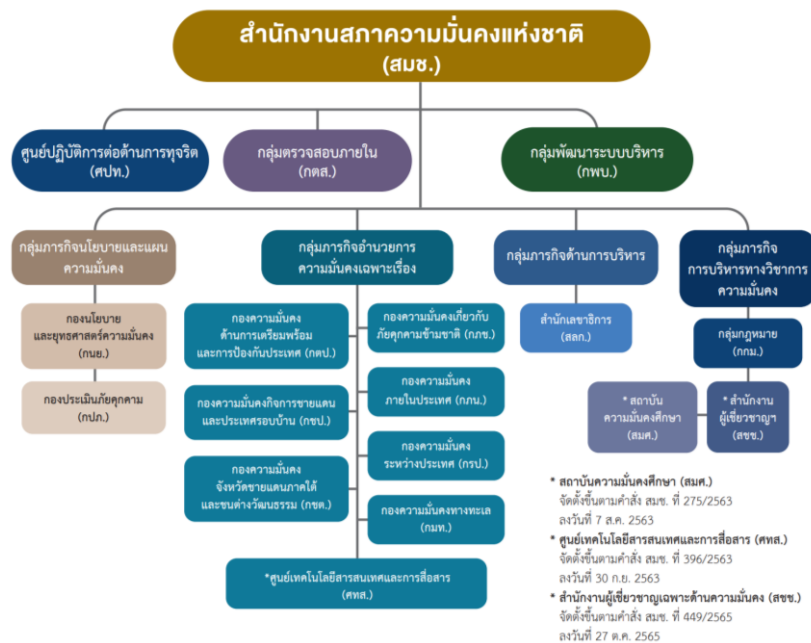 สำนักงานสภาความมั่นคงแห่งชาติ
(สมช.)
ศูนย์ปฏิบัติการต่อต้านการทุจริต
(ศปท.)
กลุ่มตรวจสอบภายใน
(กตส.)
กลุ่มพัฒนาระบบบริหาร
(กพบ.)
กลุ่มภารกิจนโยบายและแผน
ความมั่นคง
กลุ่มภารกิจอำนวยการ
ความมั่นคงเฉพาะเรื่อง
กลุ่มภารกิจด้านการบริหาร
กลุ่มภารกิจ
การบริหารทางวิชาการ
ความมั่นคง
กองนโยบาย
และยุทธศาสตร์ความมั่นคง
(กนย.)
กองประเมินภัยคุกคาม
(กปภ.)
กองความมั่นคง
ด้านการเตรียมพร้อม
และการป้องกันประเทศ (กตป.)
กองความมั่นคงเกี่ยวกับ
ภัยคุกคามข้ามชาติ (กภช.)
กองความมั่นคงกิจการชายแดน
และประเทศรอบบ้าน (กชป.)
กองความมั่นคง
ภายในประเทศ (กภน.)
กองความมั่นคง
จังหวัดชายแดนภาคใต้
และชนต่างวัฒนธรรม (กชต.)
กองความมั่นคง
ระหว่างประเทศ (กรป.)
กองความมั่นคงทางทะเล
(กมท.)
*ศูนย์เทคโนโลยีสารสนเทศและการสื่อสาร
(ศทส.)
สำนักเลขาธิการ
(สลก.)
กลุ่มกฎหมาย
(กกม.)
* สถาบัน
ความมั่นคงศึกษา
(สมศ.)
* สำนักงาน
ผู้เชี่ยวชาญฯ
(สชช.)
* สถาบันความมั่นคงศึกษา (สมศ.)
จัดตั้งขึ้นตามคำสั่ง สมช. ที่ 275/2563
ลงวันที่ 7 ส.ค. 2563
* ศูนย์เทคโนโลยีสารสนเทศและการสื่อสาร (ศทส.)
จัดตั้งขึ้นตามคำสั่ง สมช. ที่ 396/2563
ลงวันที่ 30 ก.ย. 2563
* สำนักงานผู้เชี่ยวชาญเฉพาะด้านความมั่นคง (สชช.)
จัดตั้งขึ้นตามคำสั่ง สมช. ที่ 449/2565
ลงวันที่ 27 ต.ค. 2565